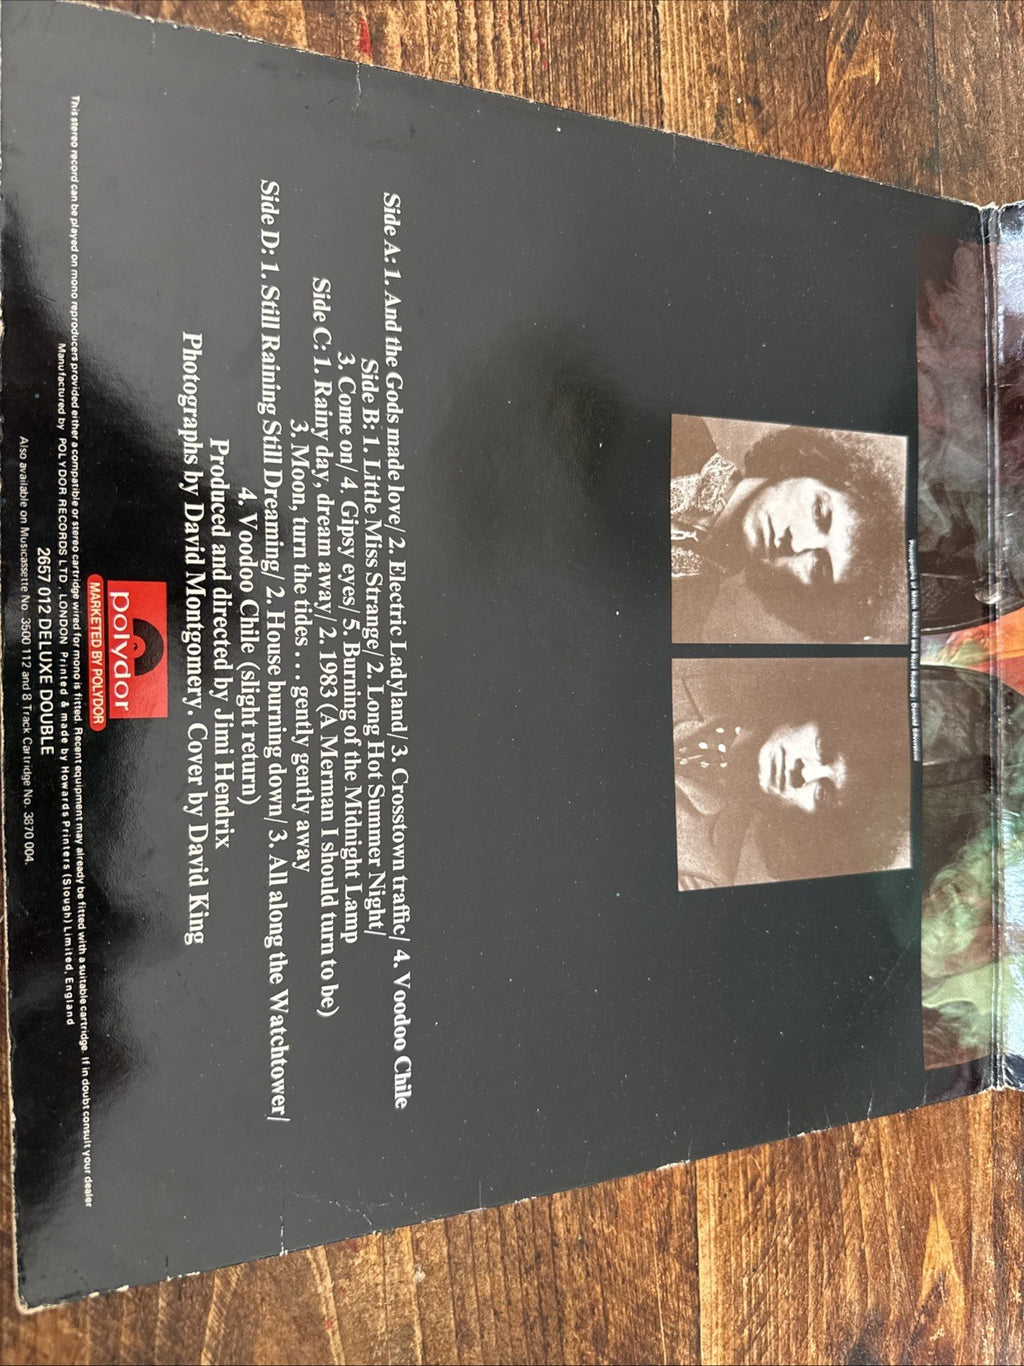 Photographs of Mitch Mitchell and Noel Redding: Donald Silverstein
Side A: 1. And the Gods made love/ 2. Electric Ladyland/ 3. Crosstown traffic/ 4. Voodoo Chile
Side B: 1. Little Miss Strange/ 2. Long Hot Summer Night/
3. Come on/ 4. Gipsy eyes/ 5. Burning of the Midnight Lamp
Side C: 1. Rainy day, dream away/ 2. 1983 (A Merman I should turn to be)
3. Moon, turn the tides . . . gently gently away
Side D: 1. Still Raining Still Dreaming/ 2. House burning down/ 3. All along the Watchtower/
4. Voodoo Chile (slight return)
Produced and directed by Jimi Hendrix
Photographs by David Montgomery. Cover by David King
polydor
MARKETED BY POLYDOR
This stereo record can be played on mono reproducers provided either a compatible or stereo cartridge wired for mono is fitted. Recent equipment may already be fitted with a suitable cartridge. If in doubt consult your dealer
Manufactured by POLYDOR RECORDS LTD., LONDON Printed & made by Howards Printers (Slough) Limited, England
2657 012 DELUXE DOUBLE
Also available on Musicassette No. 3500 112 and 8 Track Cartridge No. 3870 004.